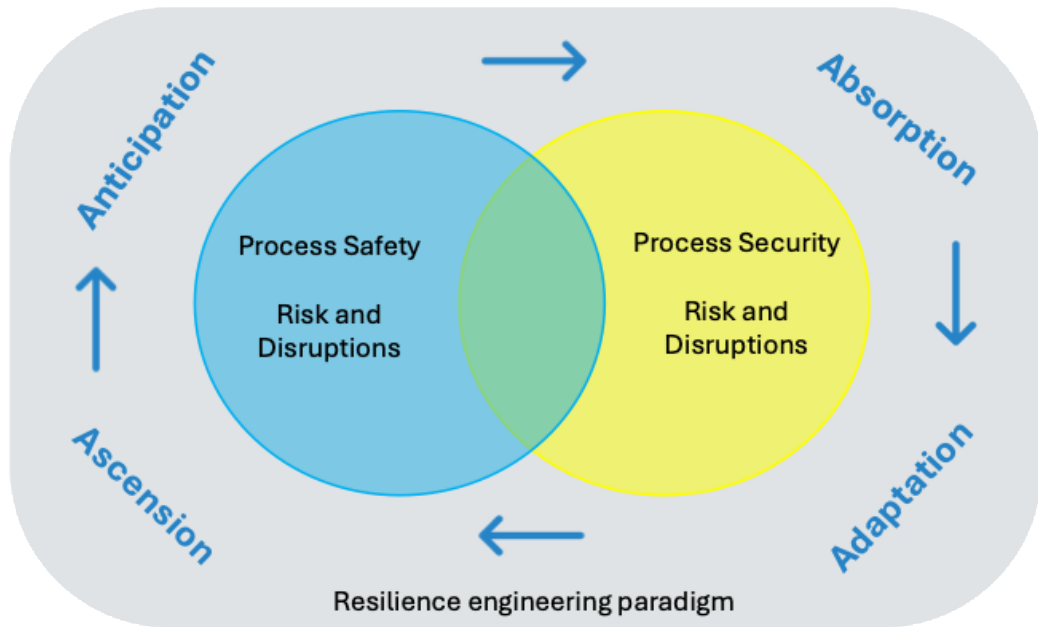 Anticipation
Absorption
Process Safety
Risk and
Disruptions
Process Security
Risk and
Disruptions
Ascension
Adaptation
Resilience engineering paradigm